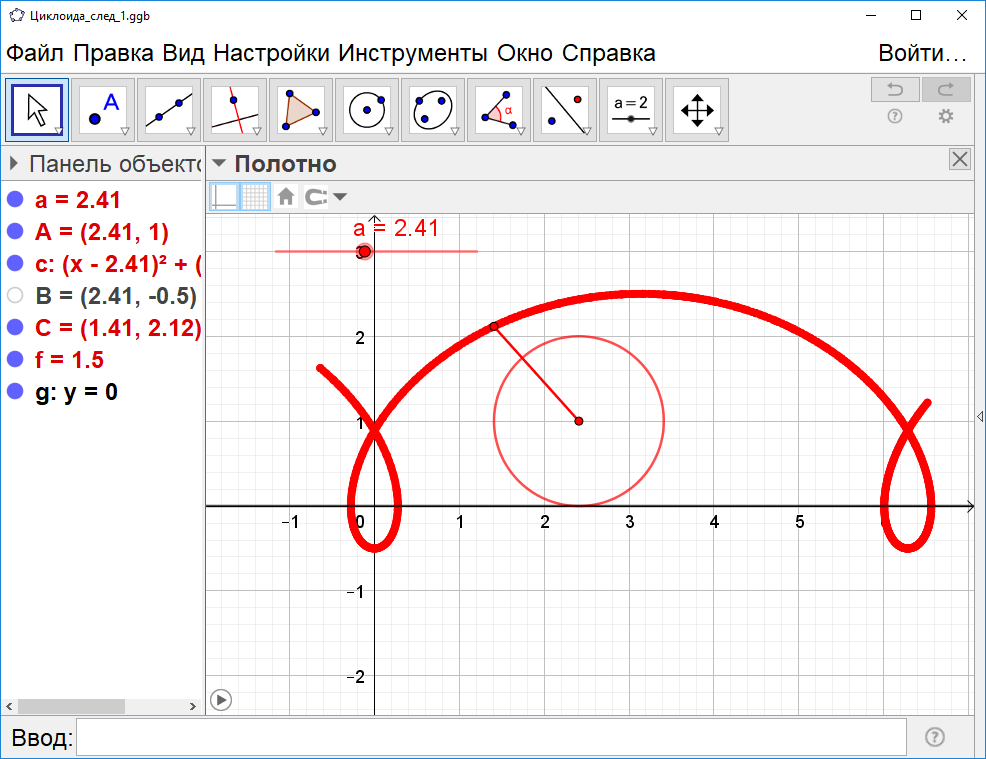 Циклоида_след_1.ggb
Файл Правка Вид Настройки Инструменты Окно Справка Войти...
A α a = 2
Панель объекто
Полотно
a = 2.41
A = (2.41, 1)
c: (x - 2.41)² + (
B = (2.41, -0.5)
C = (1.41, 2.12)
f = 1.5
g: y = 0
a = 2.41
3
2
1
−1 0 1 2 3 4 5
−1
−2
Ввод: